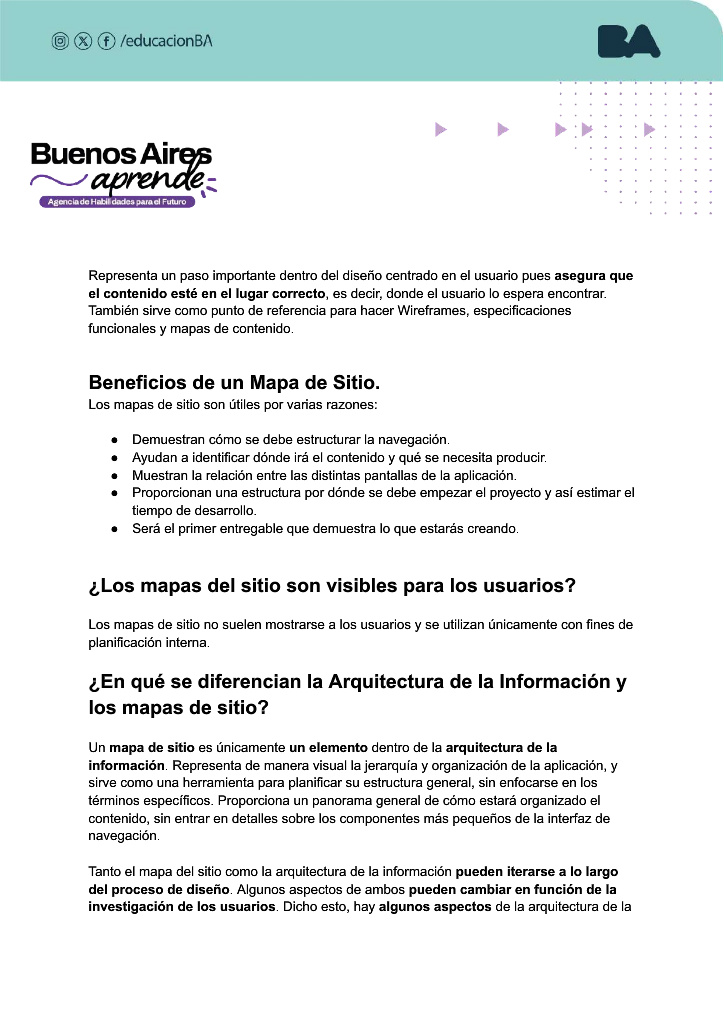 /educacionBA
BA
Buenos Aires
aprende
Agencia de Habilidades para el Futuro
Representa un paso importante dentro del diseño centrado en el usuario pues asegura que
el contenido esté en el lugar correcto, es decir, donde el usuario lo espera encontrar.
También sirve como punto de referencia para hacer Wireframes, especificaciones
funcionales y mapas de contenido.
Beneficios de un Mapa de Sitio.
Los mapas de sitio son útiles por varias razones:
● Demuestran cómo se debe estructurar la navegación.
● Ayudan a identificar dónde irá el contenido y qué se necesita producir.
● Muestran la relación entre las distintas pantallas de la aplicación.
● Proporcionan una estructura por dónde se debe empezar el proyecto y así estimar el
tiempo de desarrollo.
● Será el primer entregable que demuestra lo que estarás creando.
¿Los mapas del sitio son visibles para los usuarios?
Los mapas de sitio no suelen mostrarse a los usuarios y se utilizan únicamente con fines de
planificación interna.
¿En qué se diferencian la Arquitectura de la Información y
los mapas de sitio?
Un mapa de sitio es únicamente un elemento dentro de la arquitectura de la
información. Representa de manera visual la jerarquía y organización de la aplicación, y
sirve como una herramienta para planificar su estructura general, sin enfocarse en los
términos específicos. Proporciona un panorama general de cómo estará organizado el
contenido, sin entrar en detalles sobre los componentes más pequeños de la interfaz de
navegación.
Tanto el mapa del sitio como la arquitectura de la información pueden iterarse a lo largo
del proceso de diseño. Algunos aspectos de ambos pueden cambiar en función de la
investigación de los usuarios. Dicho esto, hay algunos aspectos de la arquitectura de la